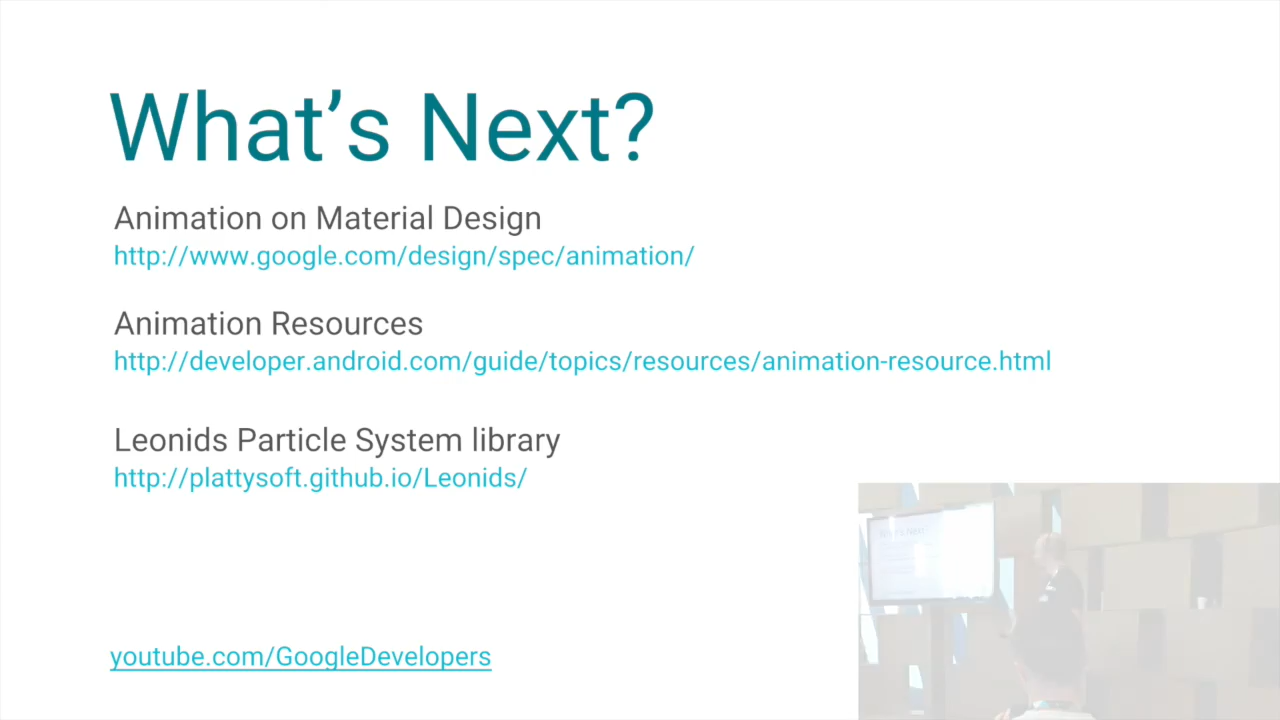 What’s Next?
Animation on Material Design
http://www.google.com/design/spec/animation/
Animation Resources
http://developer.android.com/guide/topics/resources/animation-resource.html
Leonids Particle System library
http://plattysoft.github.io/Leonids/
youtube.com/GoogleDevelopers